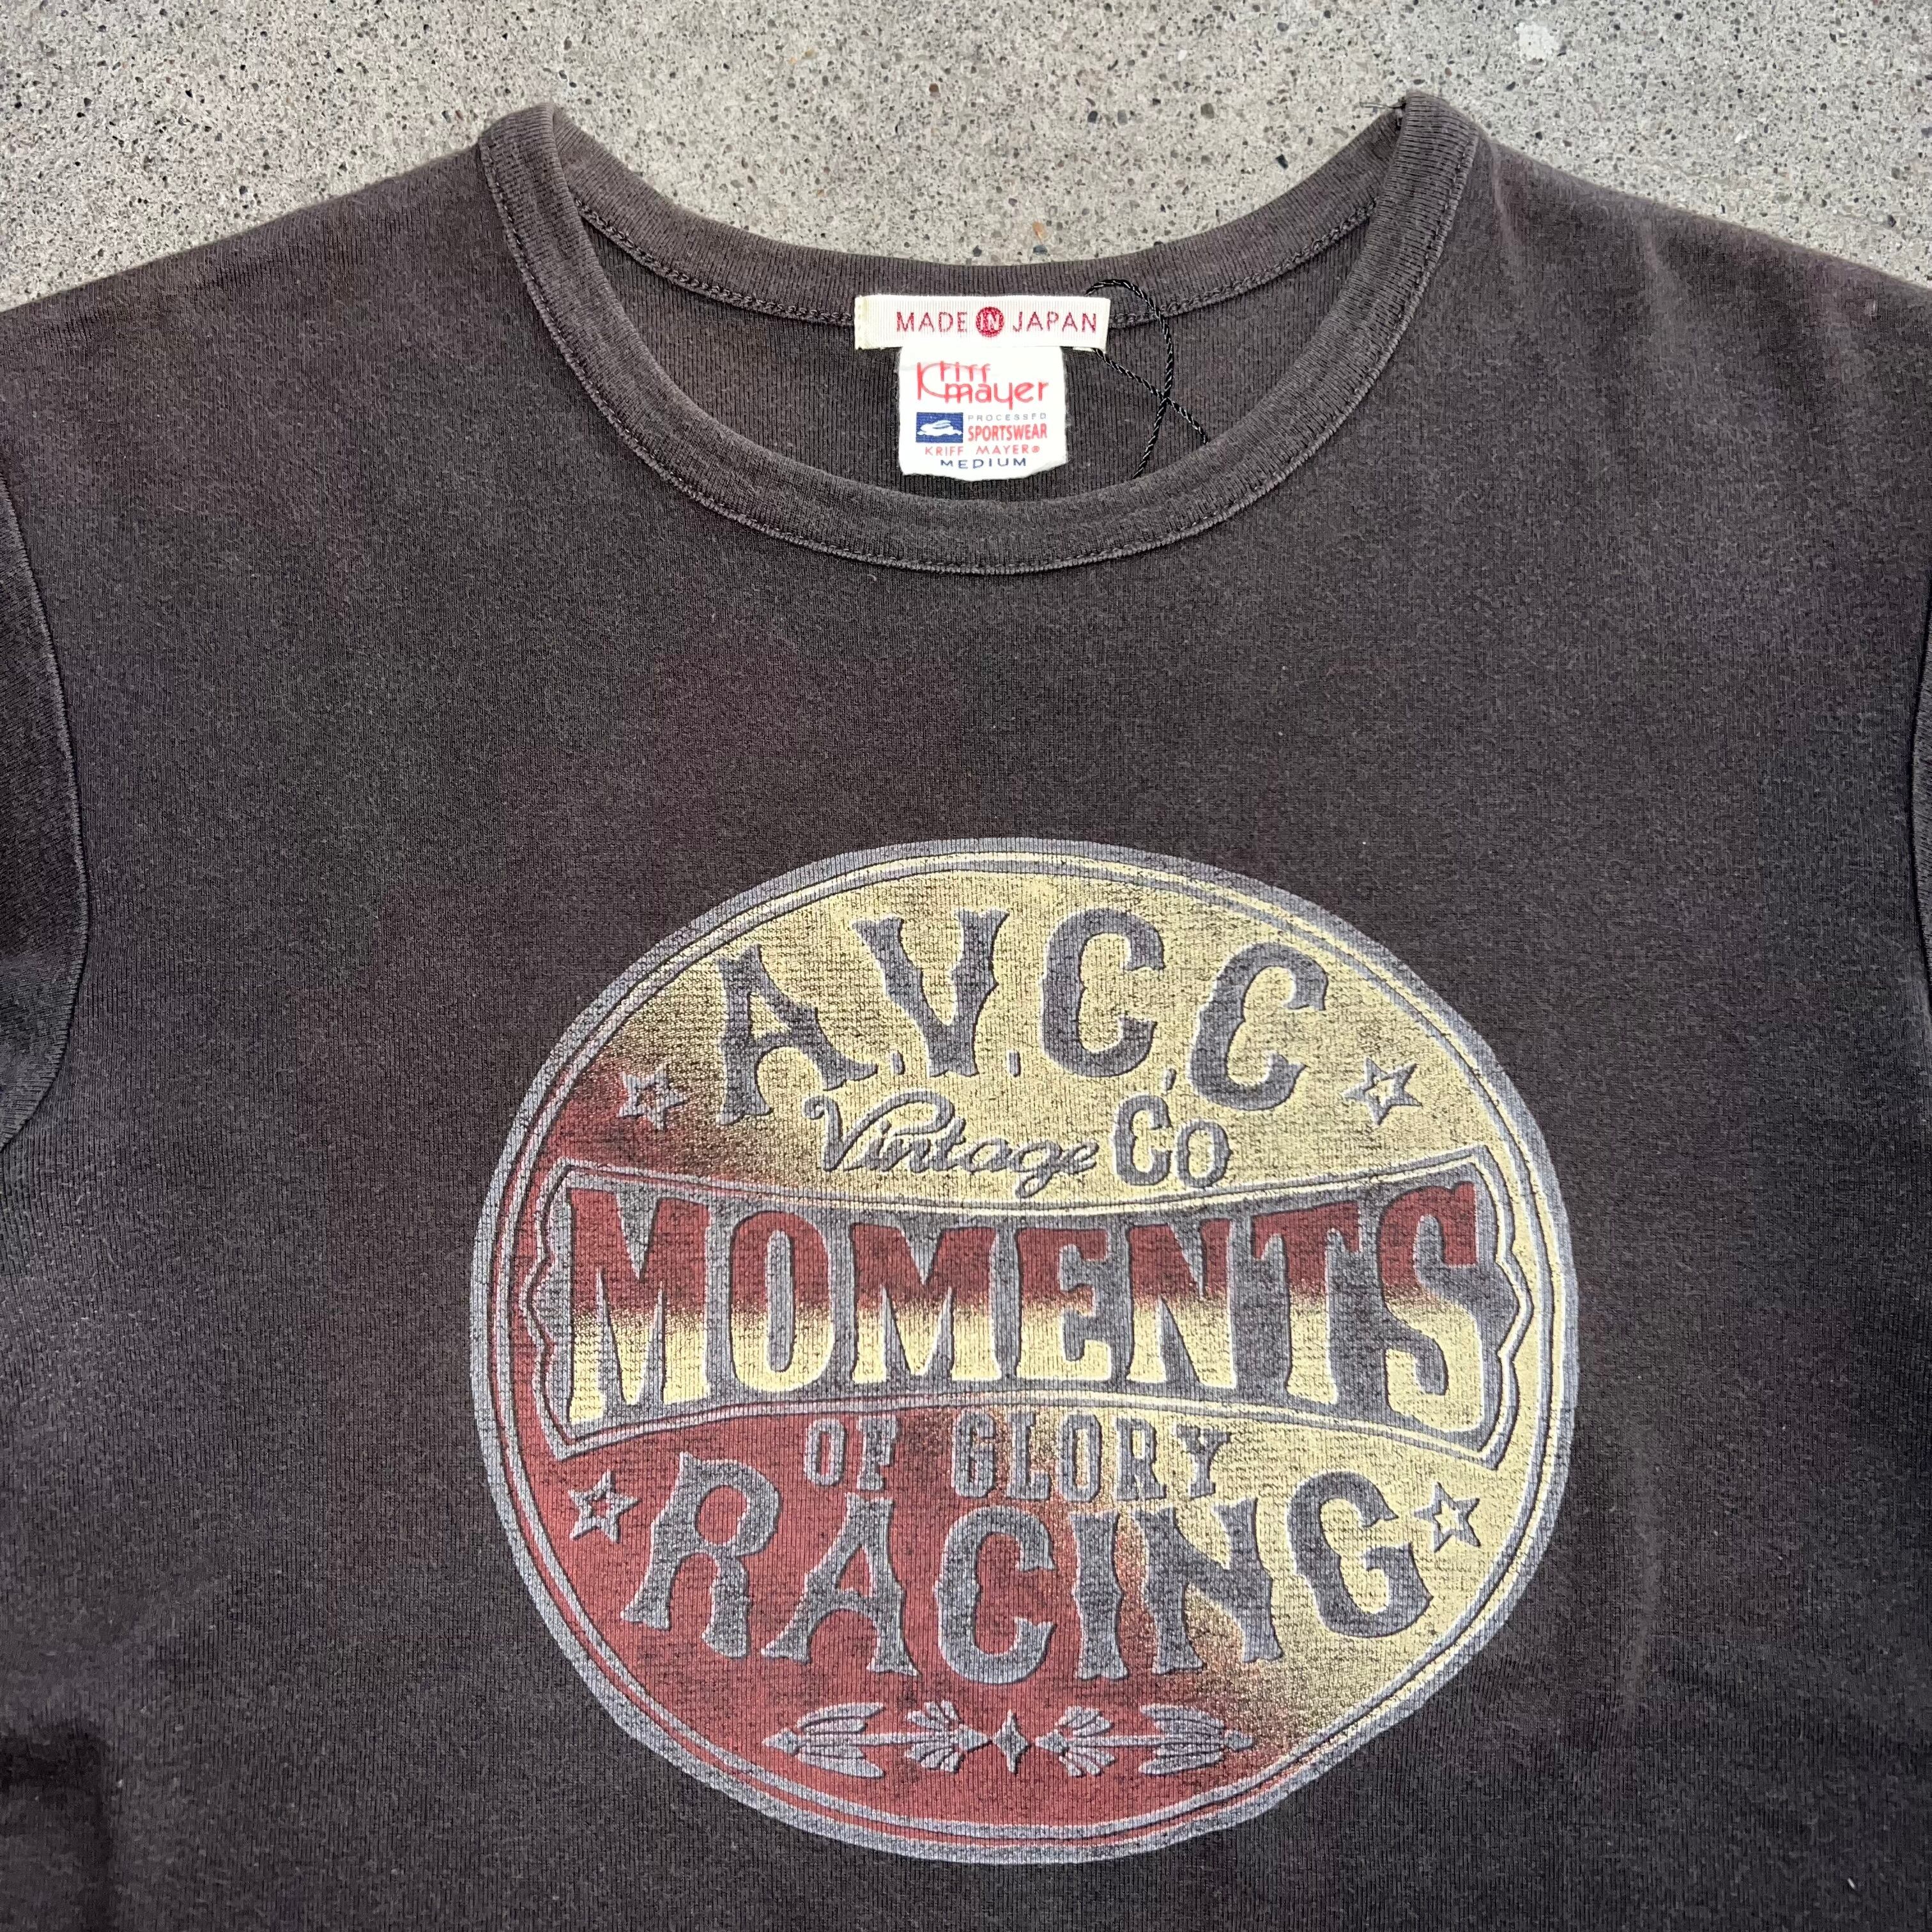 MADE IN JAPAN
Kriff
mayer
PROCESSED
SPORTSWEAR
KRIFF MAYER®
MEDIUM
A.V.C.C
Vintage Co
MOMENTS
OF GLORY
RACING